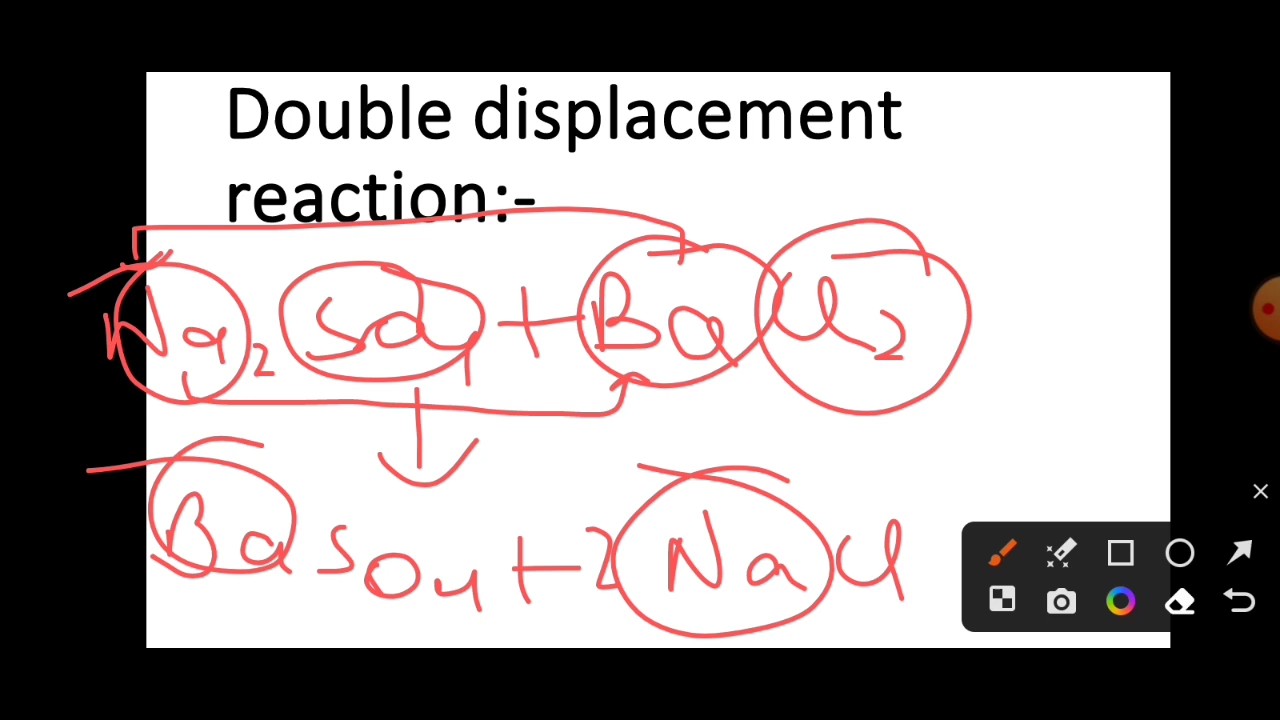 Double displacement
reaction:-
Na2SO4 + BaCl2
BaSO4 + 2NaCl